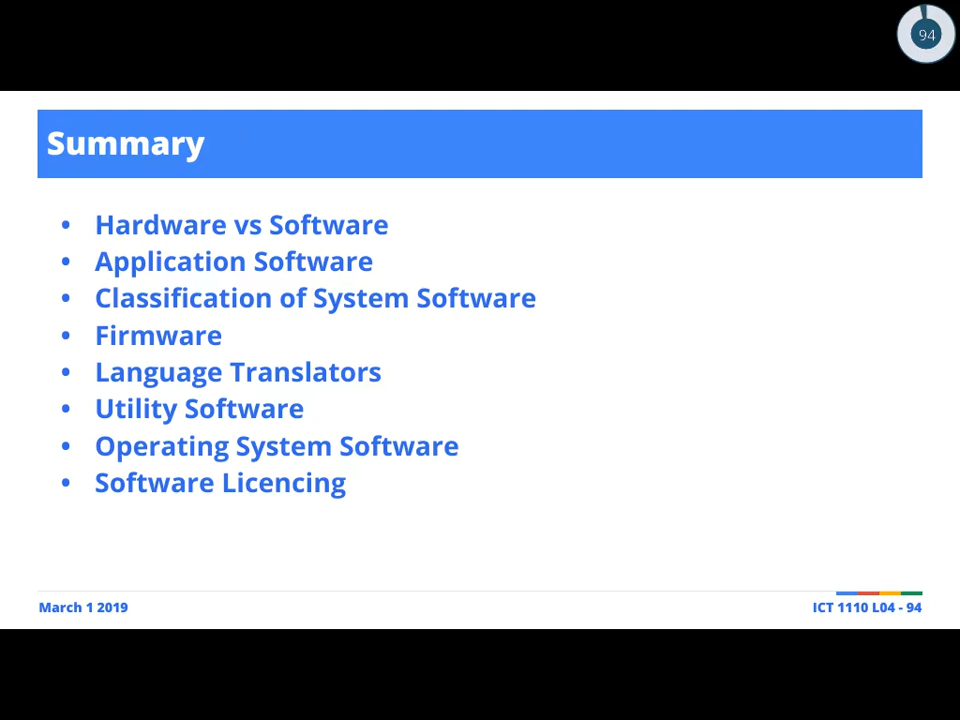 94
Summary
• Hardware vs Software
• Application Software
• Classification of System Software
• Firmware
• Language Translators
• Utility Software
• Operating System Software
• Software Licencing
March 1 2019
ICT 1110 L04 - 94